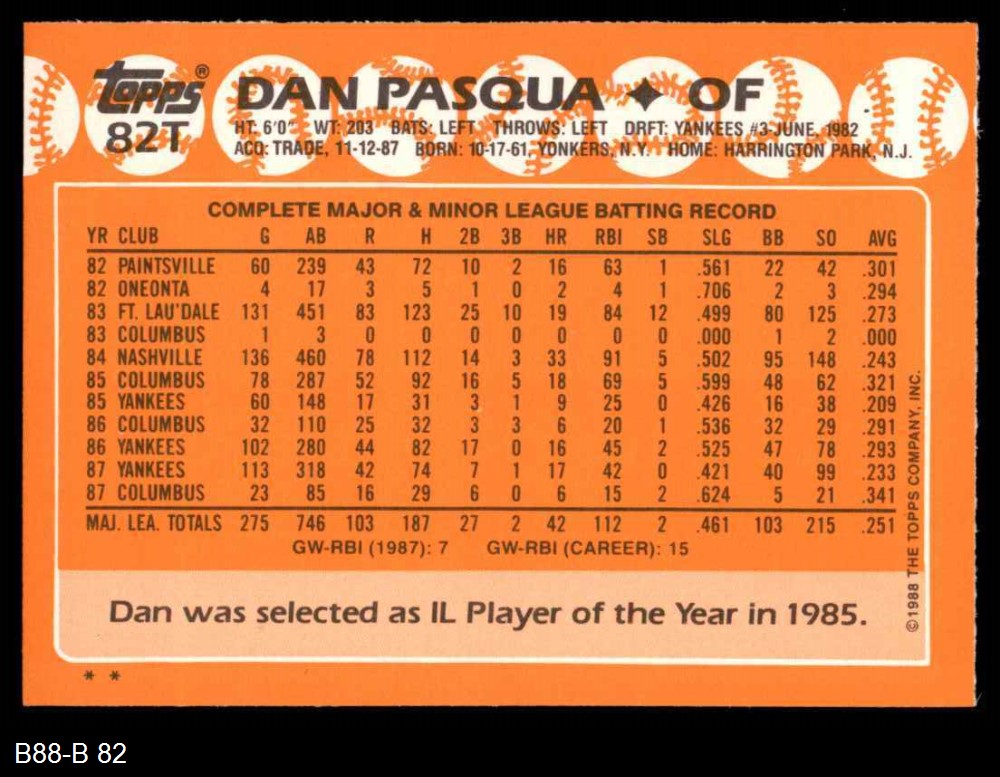 topps® DAN PASQUA ✦ OF
82T HT: 6'0" WT: 203 BATS: LEFT THROWS: LEFT DRFT: YANKEES #3-JUNE, 1982
ACQ: TRADE, 11-12-87 BORN: 10-17-61, YONKERS, N.Y. HOME: HARRINGTON PARK, N.J.
COMPLETE MAJOR & MINOR LEAGUE BATTING RECORD
YR CLUB G AB R H 2B 3B HR RBI SB SLG BB SO AVG
82 PAINTSVILLE 60 239 43 72 10 2 16 63 1 .561 22 42 .301
82 ONEONTA 4 17 3 5 1 0 2 4 1 .706 2 3 .294
83 FT. LAU'DALE 131 451 83 123 25 10 19 84 12 .499 80 125 .273
83 COLUMBUS 1 3 0 0 0 0 0 0 0 .000 1 2 .000
84 NASHVILLE 136 460 78 112 14 3 33 91 5 .502 95 148 .243
85 COLUMBUS 78 287 52 92 16 5 18 69 5 .599 48 62 .321
85 YANKEES 60 148 17 31 3 1 9 25 0 .426 16 38 .209
86 COLUMBUS 32 110 25 32 3 3 6 20 1 .536 32 29 .291
86 YANKEES 102 280 44 82 17 0 16 45 2 .525 47 78 .293
87 YANKEES 113 318 42 74 7 1 17 42 0 .421 40 99 .233
87 COLUMBUS 23 85 16 29 6 0 6 15 2 .624 5 21 .341
MAJ. LEA. TOTALS 275 746 103 187 27 2 42 112 2 .461 103 215 .251
GW-RBI (1987): 7 GW-RBI (CAREER): 15
Dan was selected as IL Player of the Year in 1985.
©1988 THE TOPPS COMPANY, INC.
* *
B88-B 82